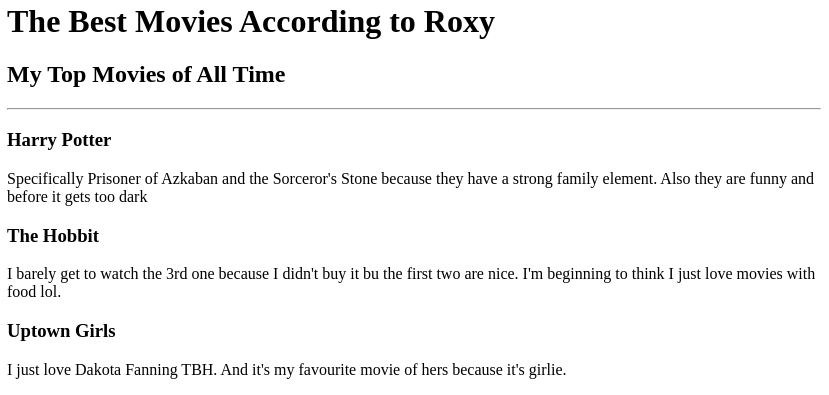 The Best Movies According to Roxy
My Top Movies of All Time
Harry Potter
Specifically Prisoner of Azkaban and the Sorceror's Stone because they have a strong family element. Also they are funny and
before it gets too dark
The Hobbit
I barely get to watch the 3rd one because I didn't buy it bu the first two are nice. I'm beginning to think I just love movies with
food lol.
Uptown Girls
I just love Dakota Fanning TBH. And it's my favourite movie of hers because it's girlie.